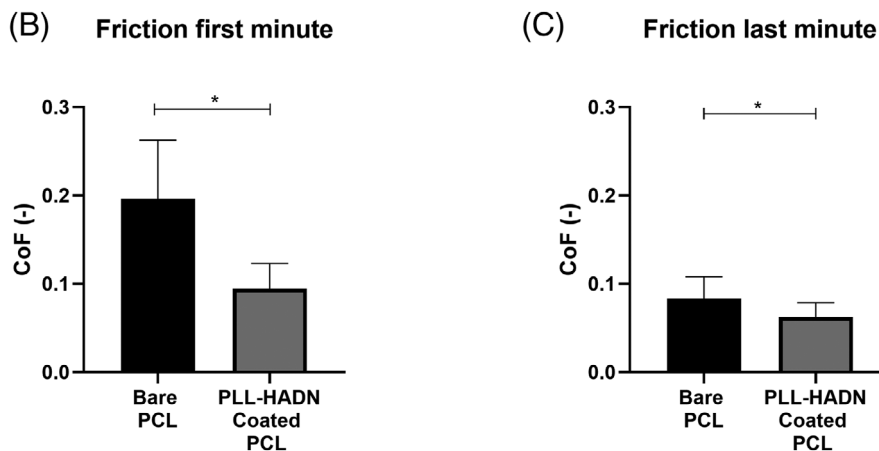 (B) Friction first minute
*
0.3
0.2
0.1
0.0
CoF (-)
Bare
PCL
PLL-HADN
Coated
PCL
(C) Friction last minute
*
0.3
0.2
0.1
0.0
CoF (-)
Bare
PCL
PLL-HADN
Coated
PCL